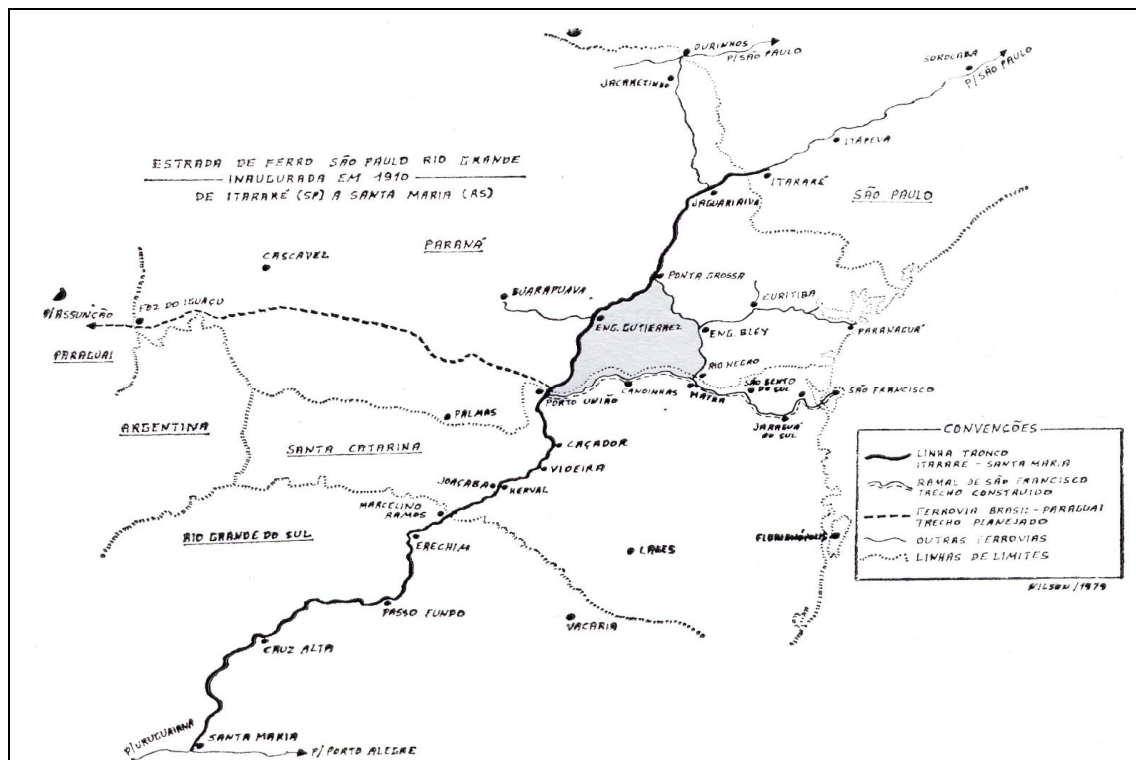 OURINHOS
P/SÃO PAULO
SOROCABA
P/SÃO PAULO
JACAREZINHO
ITAPEVA
ESTRADA DE FERRO SÃO PAULO RIO GRANDE
INAUGURADA EM 1910
DE ITARARÉ (SP) A SANTA MARIA (RS)
ITARARÉ
JAGUARIAIVA
SÃO PAULO
PARANÁ
CASCAVEL
PONTA GROSSA
GUARAPUAVA
CURITIBA
FOZ DO IGUAÇU
P/ASSUNÇÃO
ENG. GUTIERREZ
ENG. BLEY
PARANAGUÁ
PARAGUAI
RIO NEGRO
PORTO UNIÃO
CANOINHAS
MAFRA
SÃO BENTO
DO SUL
SÃO FRANCISCO
PALMAS
JARAGUÁ
DO SUL
ARGENTINA
SANTA CATARINA
CAÇADOR
VIDEIRA
JOAÇABA
HERVAL
MARCELINO
RAMOS
RIO GRANDE DO SUL
ERECHIM
LAGES
FLORIANÓPOLIS
PASSO FUNDO
VACARIA
CRUZ ALTA
P/URUGUAIANA
SANTA MARIA
P/PORTO ALEGRE
CONVENÇÕES
LINHA TRONCO
ITARARE - SANTA MARIA
RAMAL DE SÃO FRANCISCO
TRECHO CONSTRUIDO
FERROVIA BRASIL-PARAGUAI
TRECHO PLANEJADO
OUTRAS FERROVIAS
LINHAS DE LIMITES
NILSON/1979